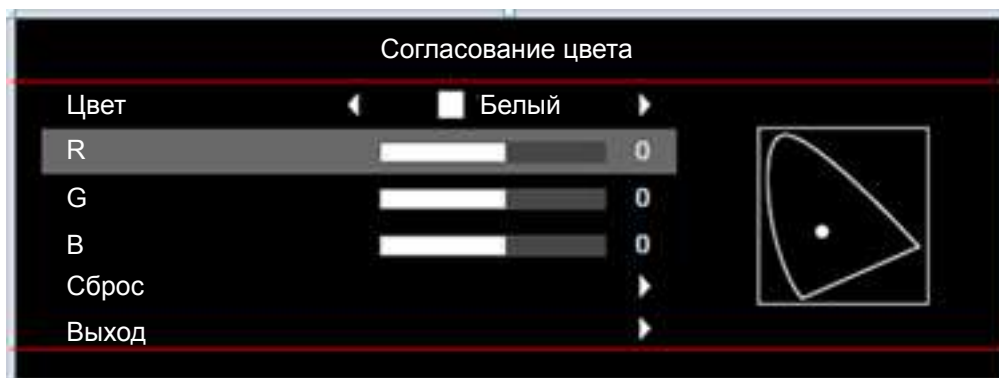 Согласование цвета
Цвет Белый
R 0
G 0
B 0
Сброс
Выход